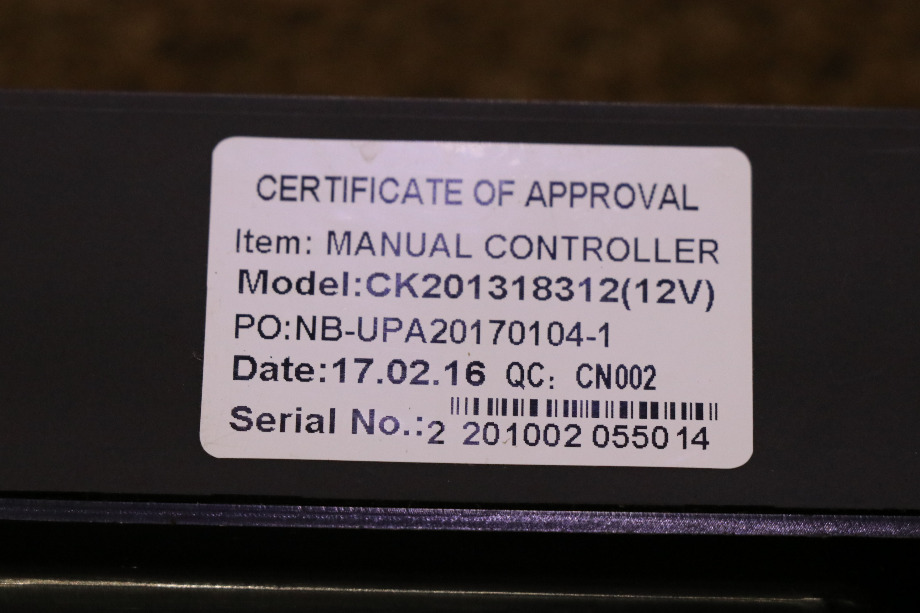 CERTIFICATE OF APPROVAL
Item: MANUAL CONTROLLER
Model:CK201318312(12V)
PO:NB-UPA20170104-1
Date:17.02.16 QC: CN002
Serial No.:2 201002 055014